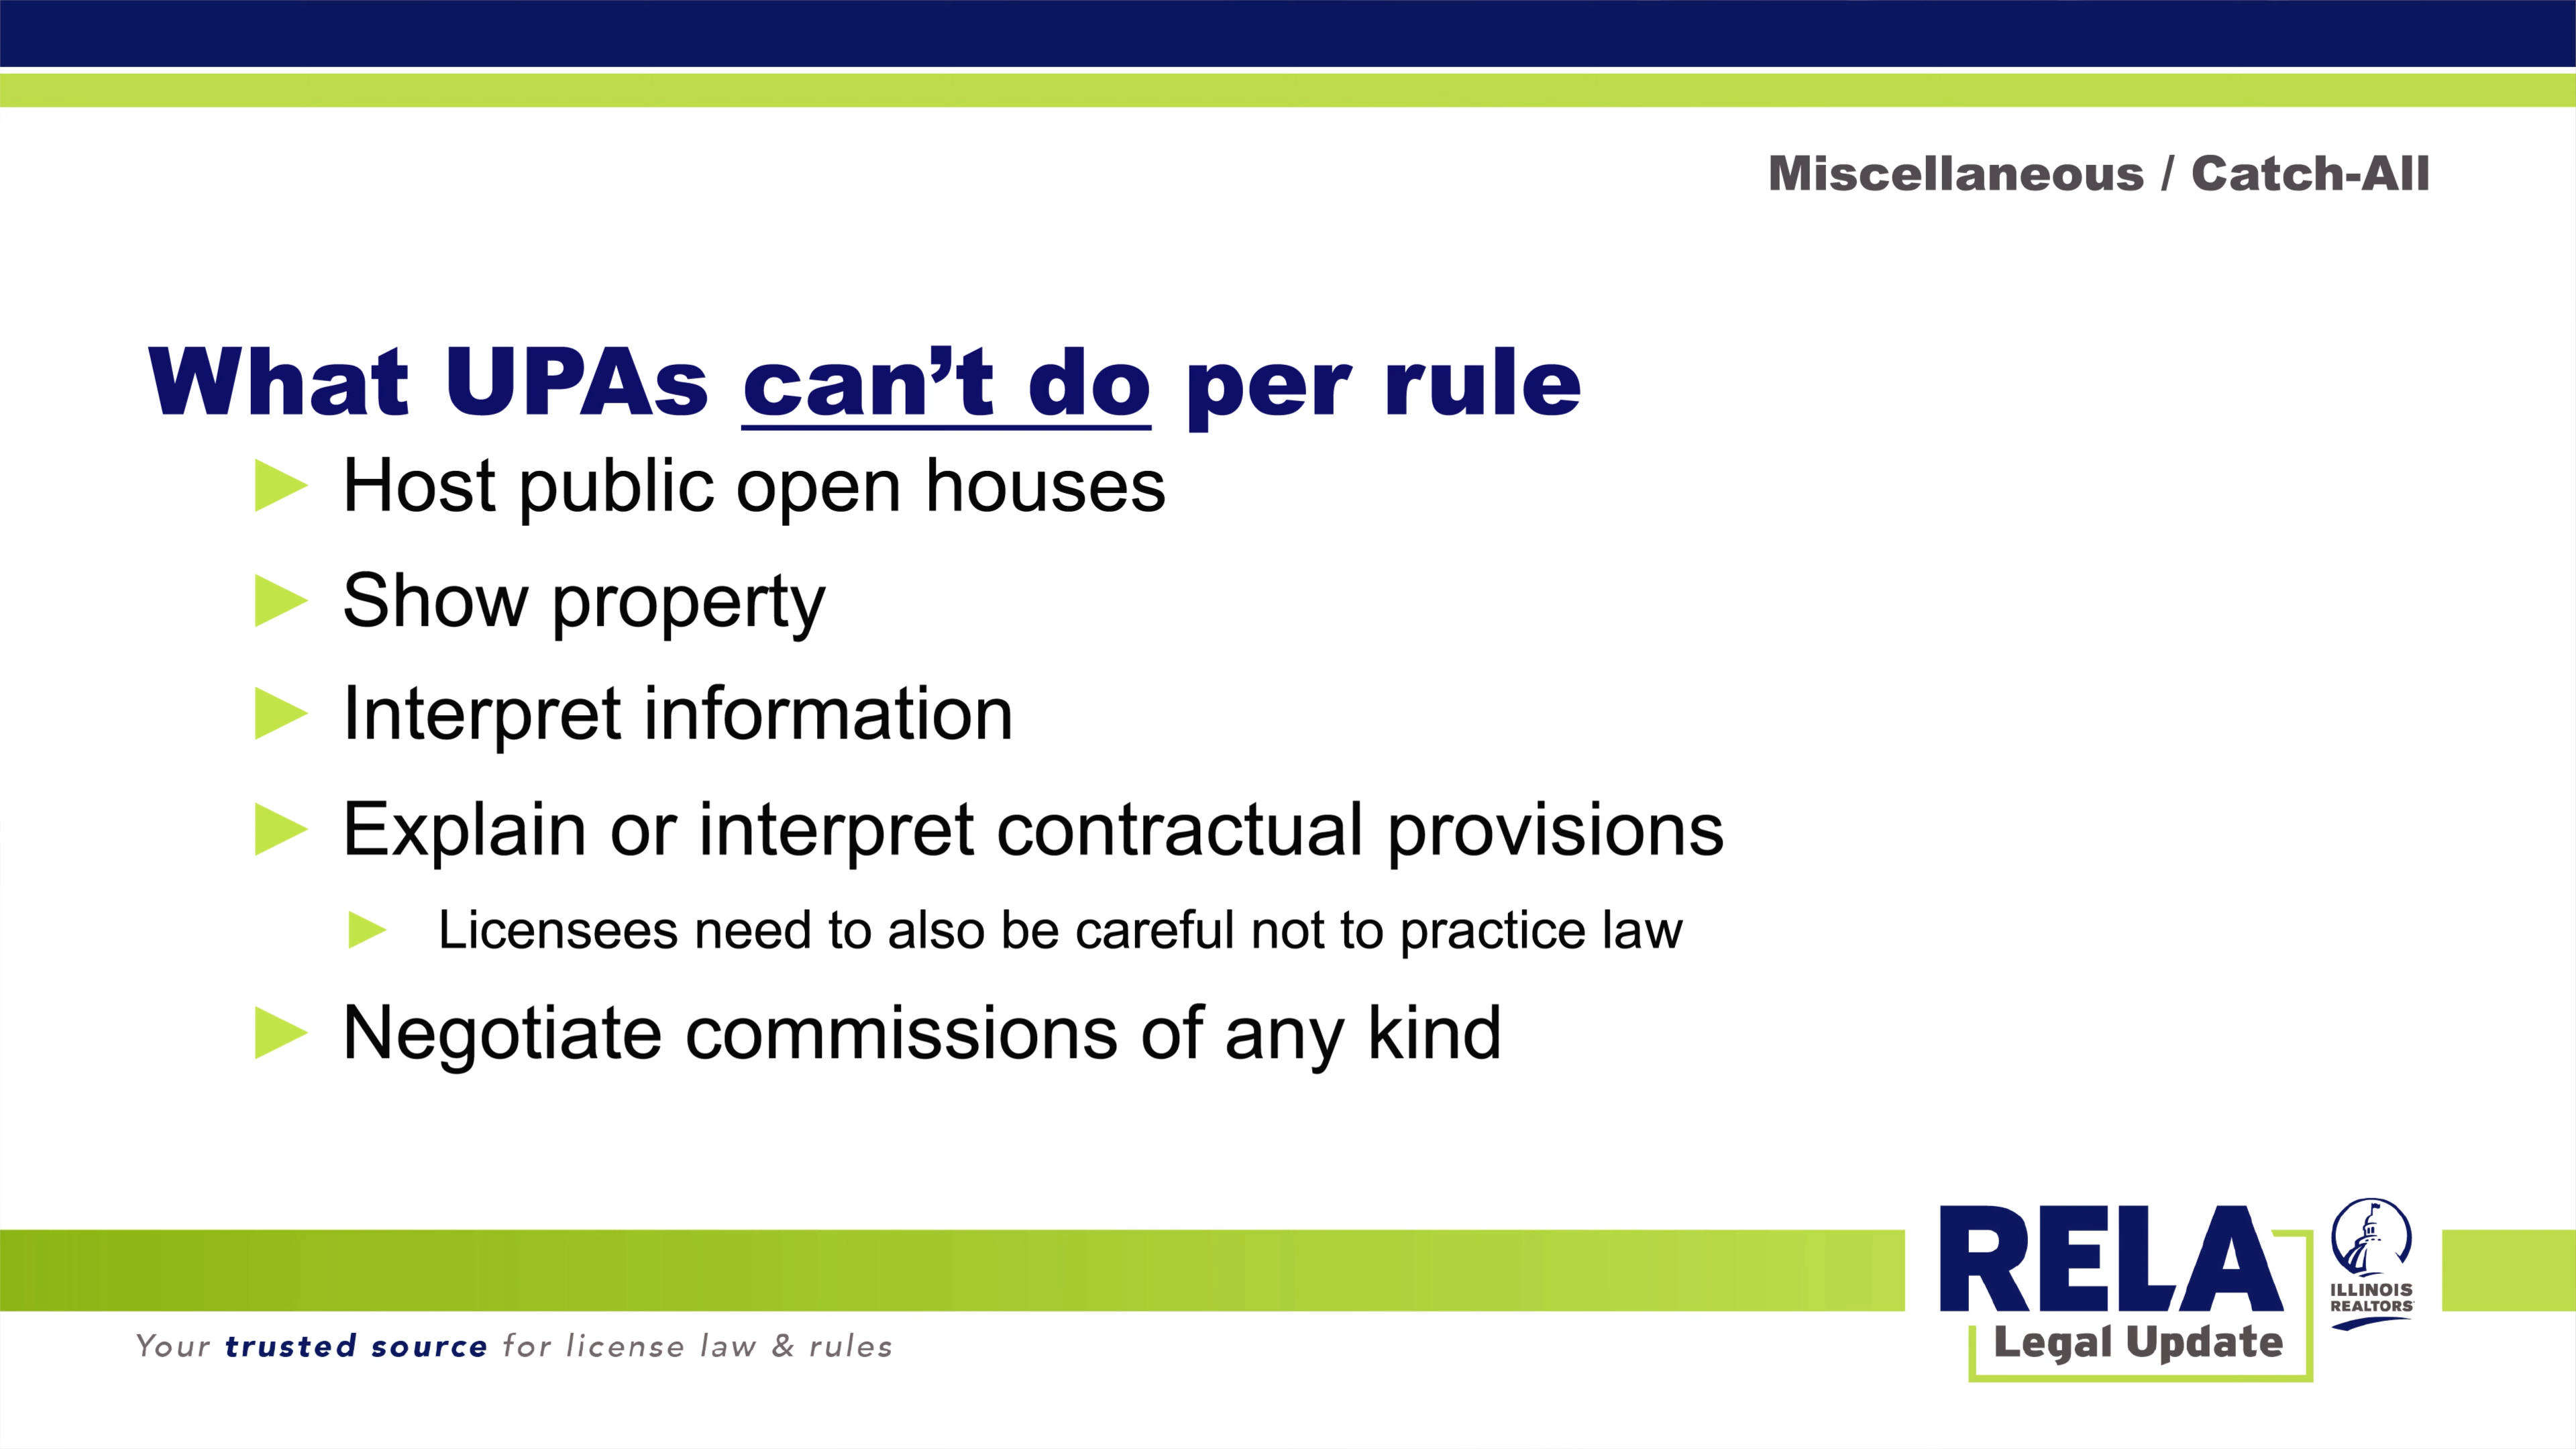 Miscellaneous / Catch-All
What UPAs can’t do per rule
Host public open houses
Show property
Interpret information
Explain or interpret contractual provisions
Licensees need to also be careful not to practice law
Negotiate commissions of any kind
RELA
Legal Update
ILLINOIS
REALTORS
Your trusted source for license law & rules